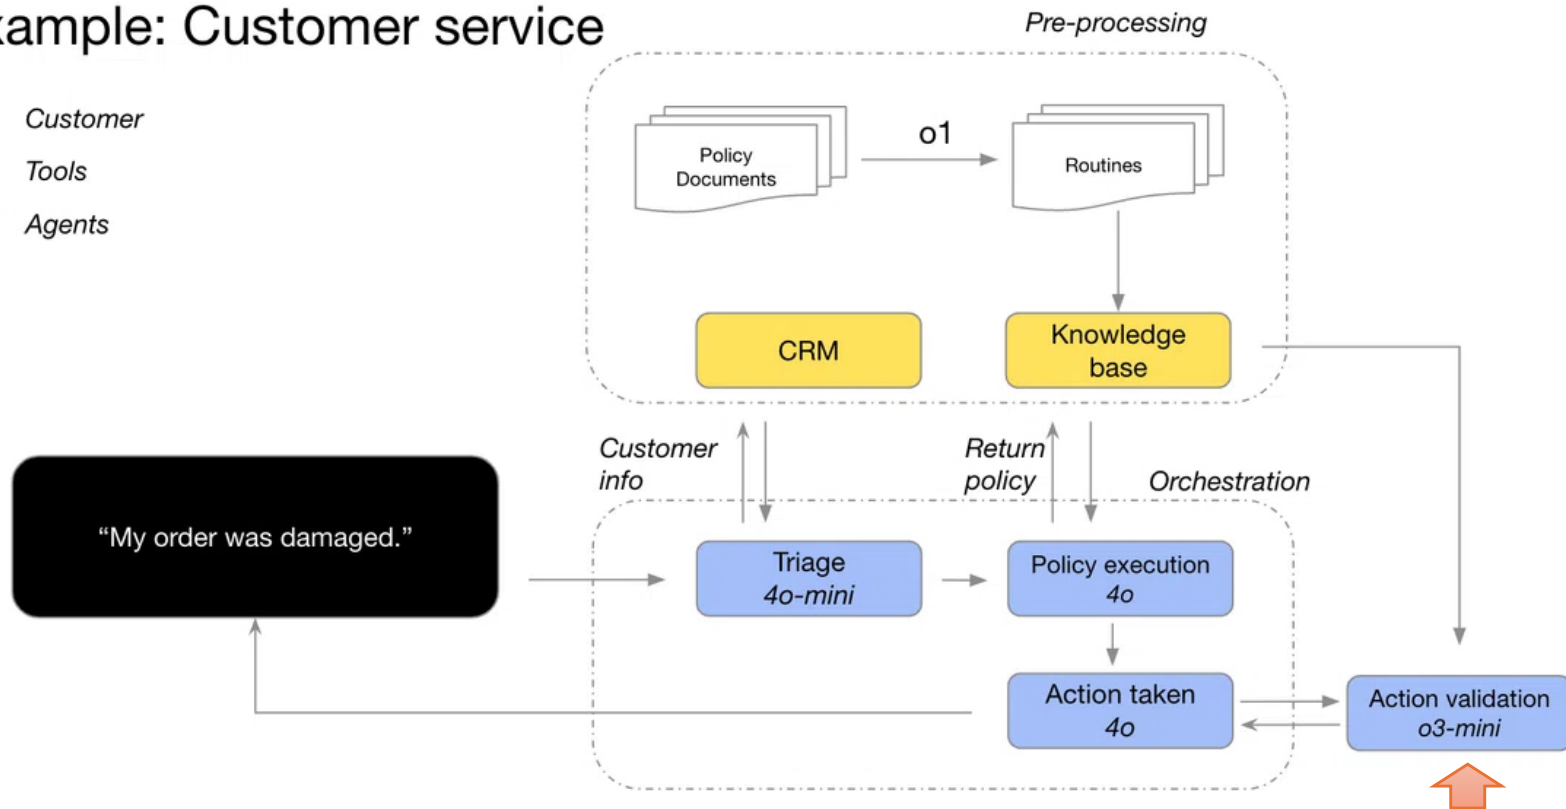 xample: Customer service
Pre-processing
Customer
Tools
Agents
Policy
Documents
o1
Routines
CRM
Knowledge
base
Customer
info
Return
policy
Orchestration
“My order was damaged.”
Triage
4o-mini
Policy execution
4o
Action taken
4o
Action validation
o3-mini